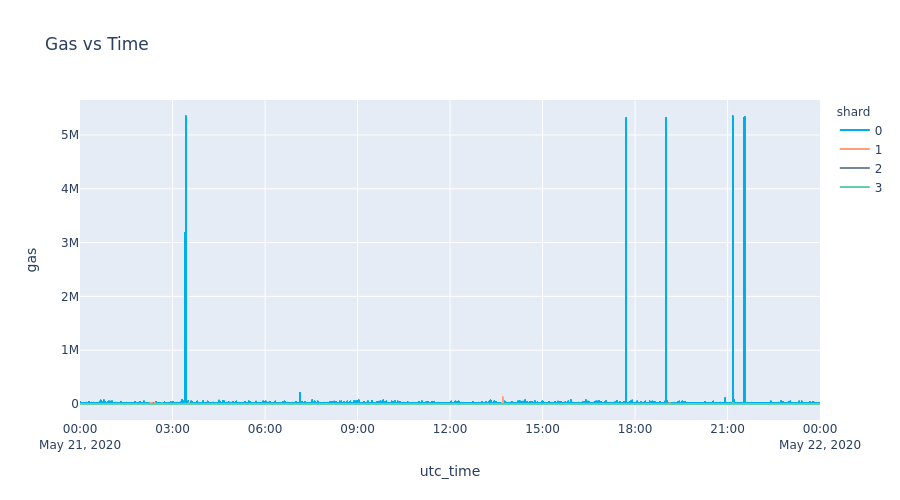 Gas vs Time
shard
0
1
2
3
gas
5M
4M
3M
2M
1M
0
00:00 03:00 06:00 09:00 12:00 15:00 18:00 21:00 00:00
May 21, 2020 May 22, 2020
utc_time